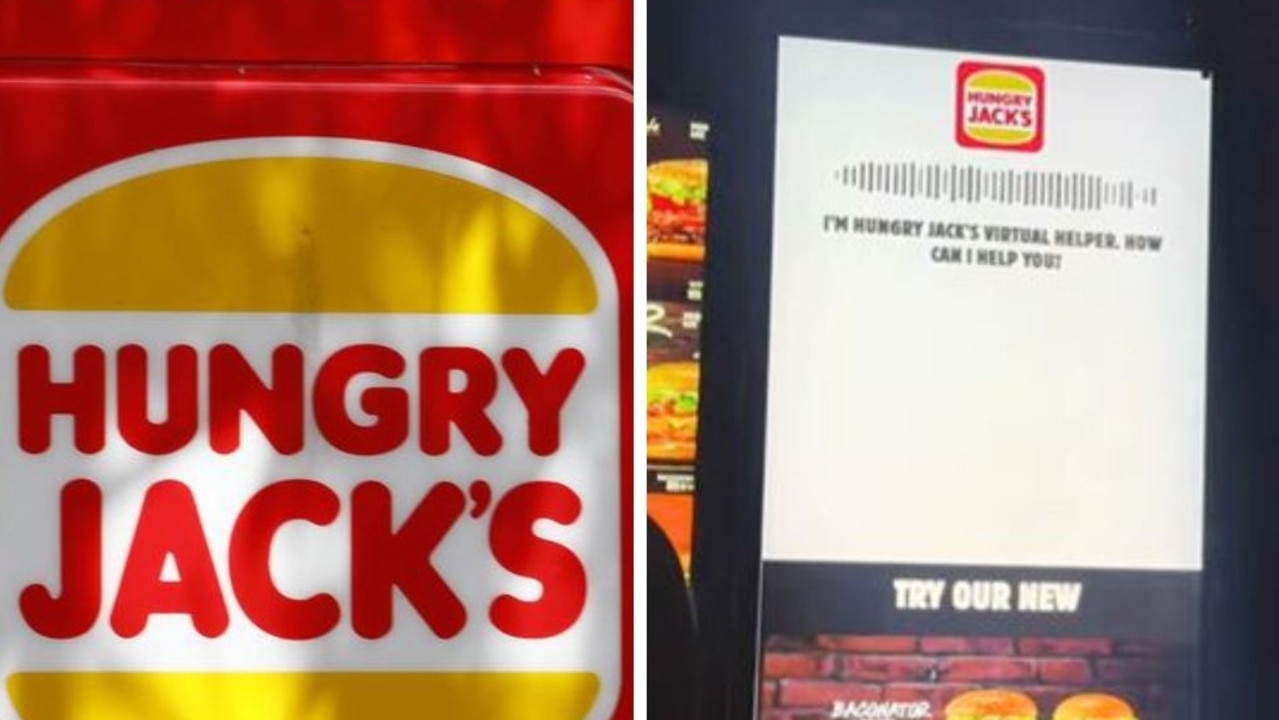 HUNGRY
JACK'S
HUNGRY
JACK'S
I'M HUNGRY JACK'S VIRTUAL HELPER. HOW
CAN I HELP YOU?
TRY OUR NEW
BACONATOR